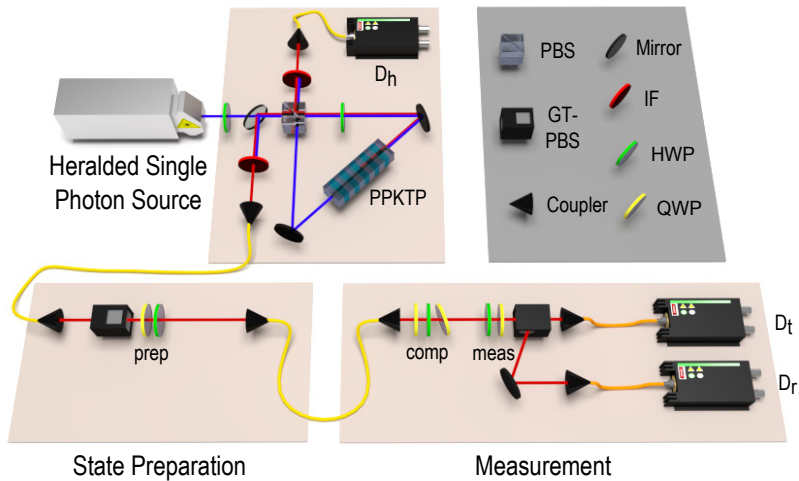 Dh
Heralded Single
Photon Source
PPKTP
PBS
Mirror
GT-
PBS
IF
HWP
Coupler
QWP
prep
comp
meas
Dt
Dr
State Preparation
Measurement